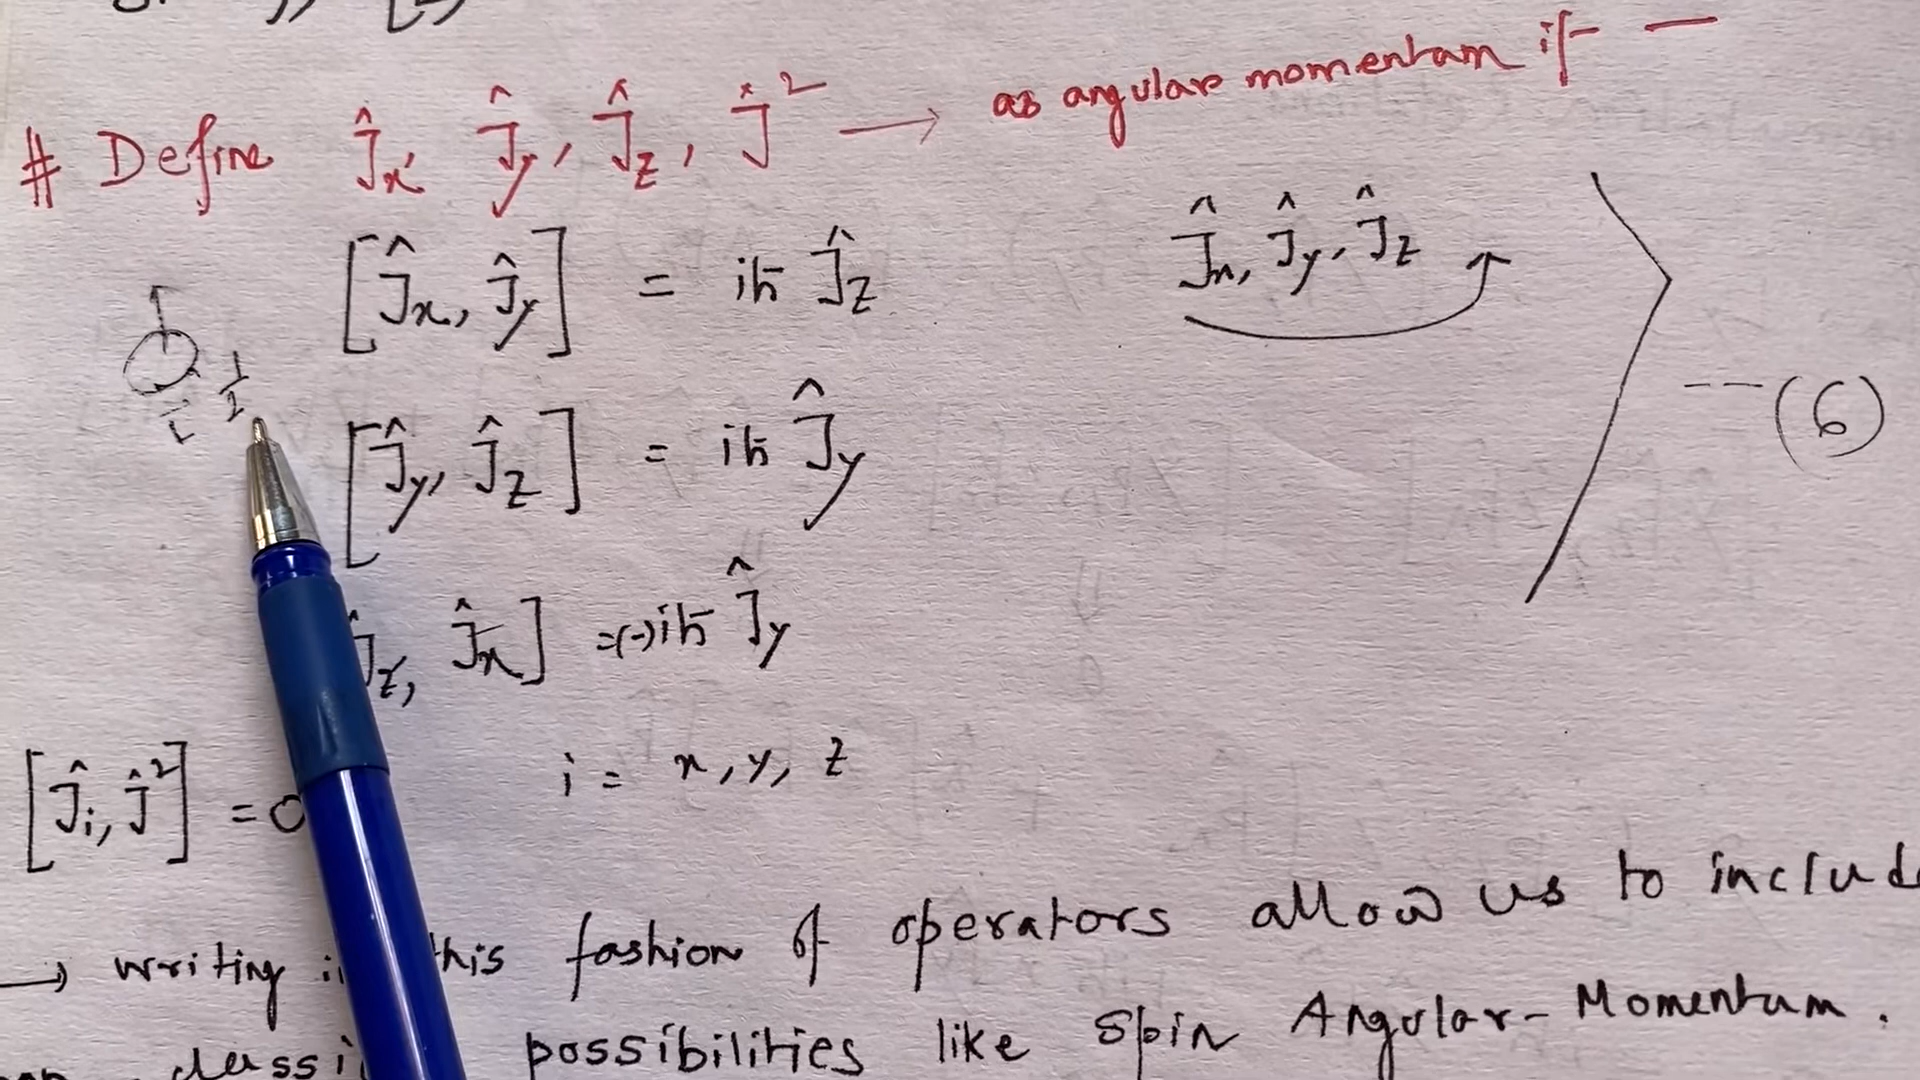 # Define Ĵx, Ĵy, Ĵz, Ĵ² → as angular momentum if —
[Ĵx, Ĵy] = iħ Ĵz
Ĵx, Ĵy, Ĵz
[Ĵy, Ĵz] = iħ Ĵy
--- (6)
Ĵz, Ĵx] =(-)iħ Ĵy
[Ĵi, Ĵ²] = 0 i = x, y, z
→ writing this fashion of operators allow us to include
possibilities like spin Angular-Momentum.